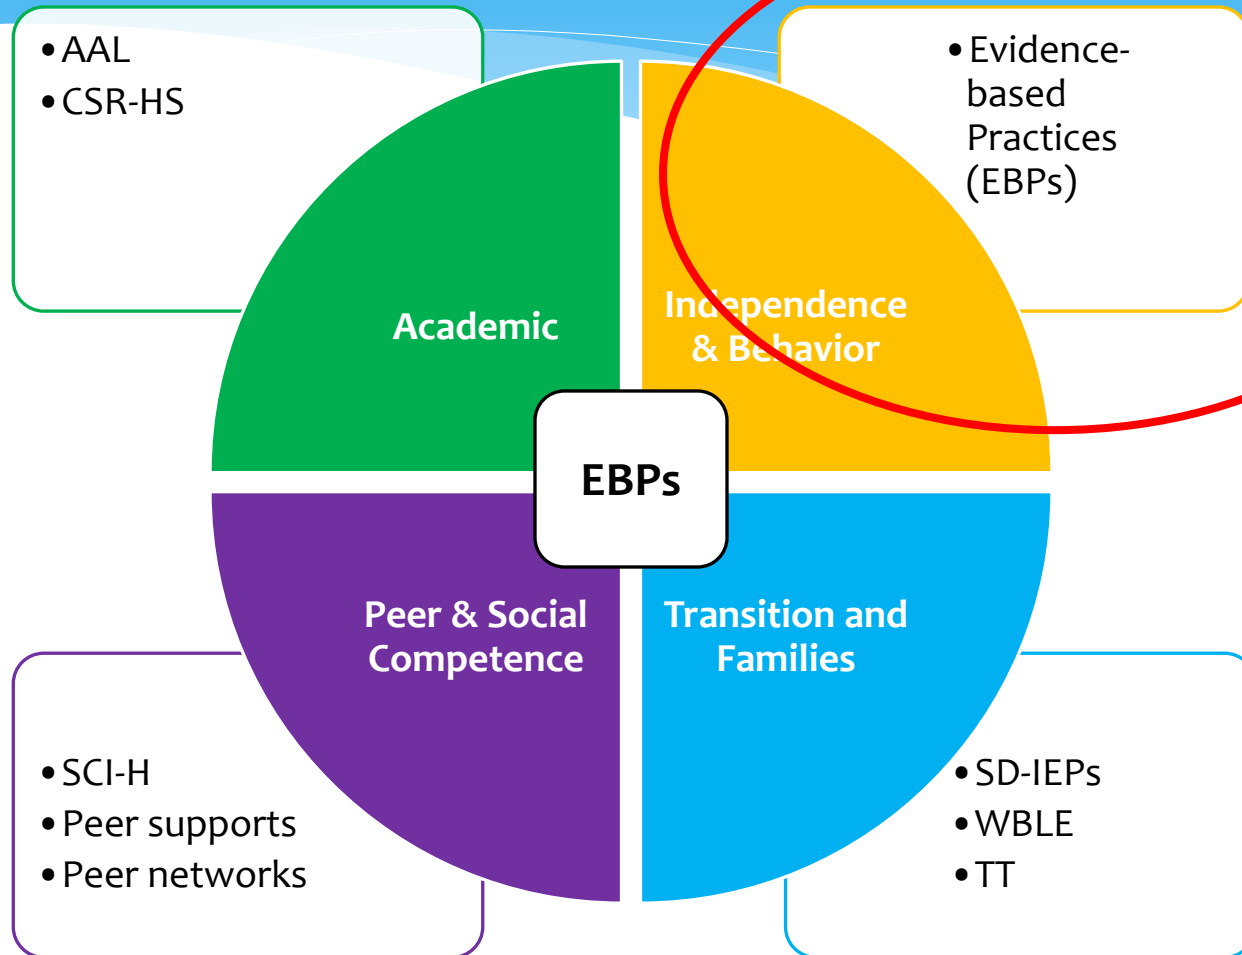 •AAL
•CSR-HS
•Evidence-
based
Practices
(EBPs)
Academic
Independence
& Behavior
EBPs
Peer & Social
Competence
Transition and
Families
•SCI-H
•Peer supports
•Peer networks
•SD-IEPs
•WBLE
•TT